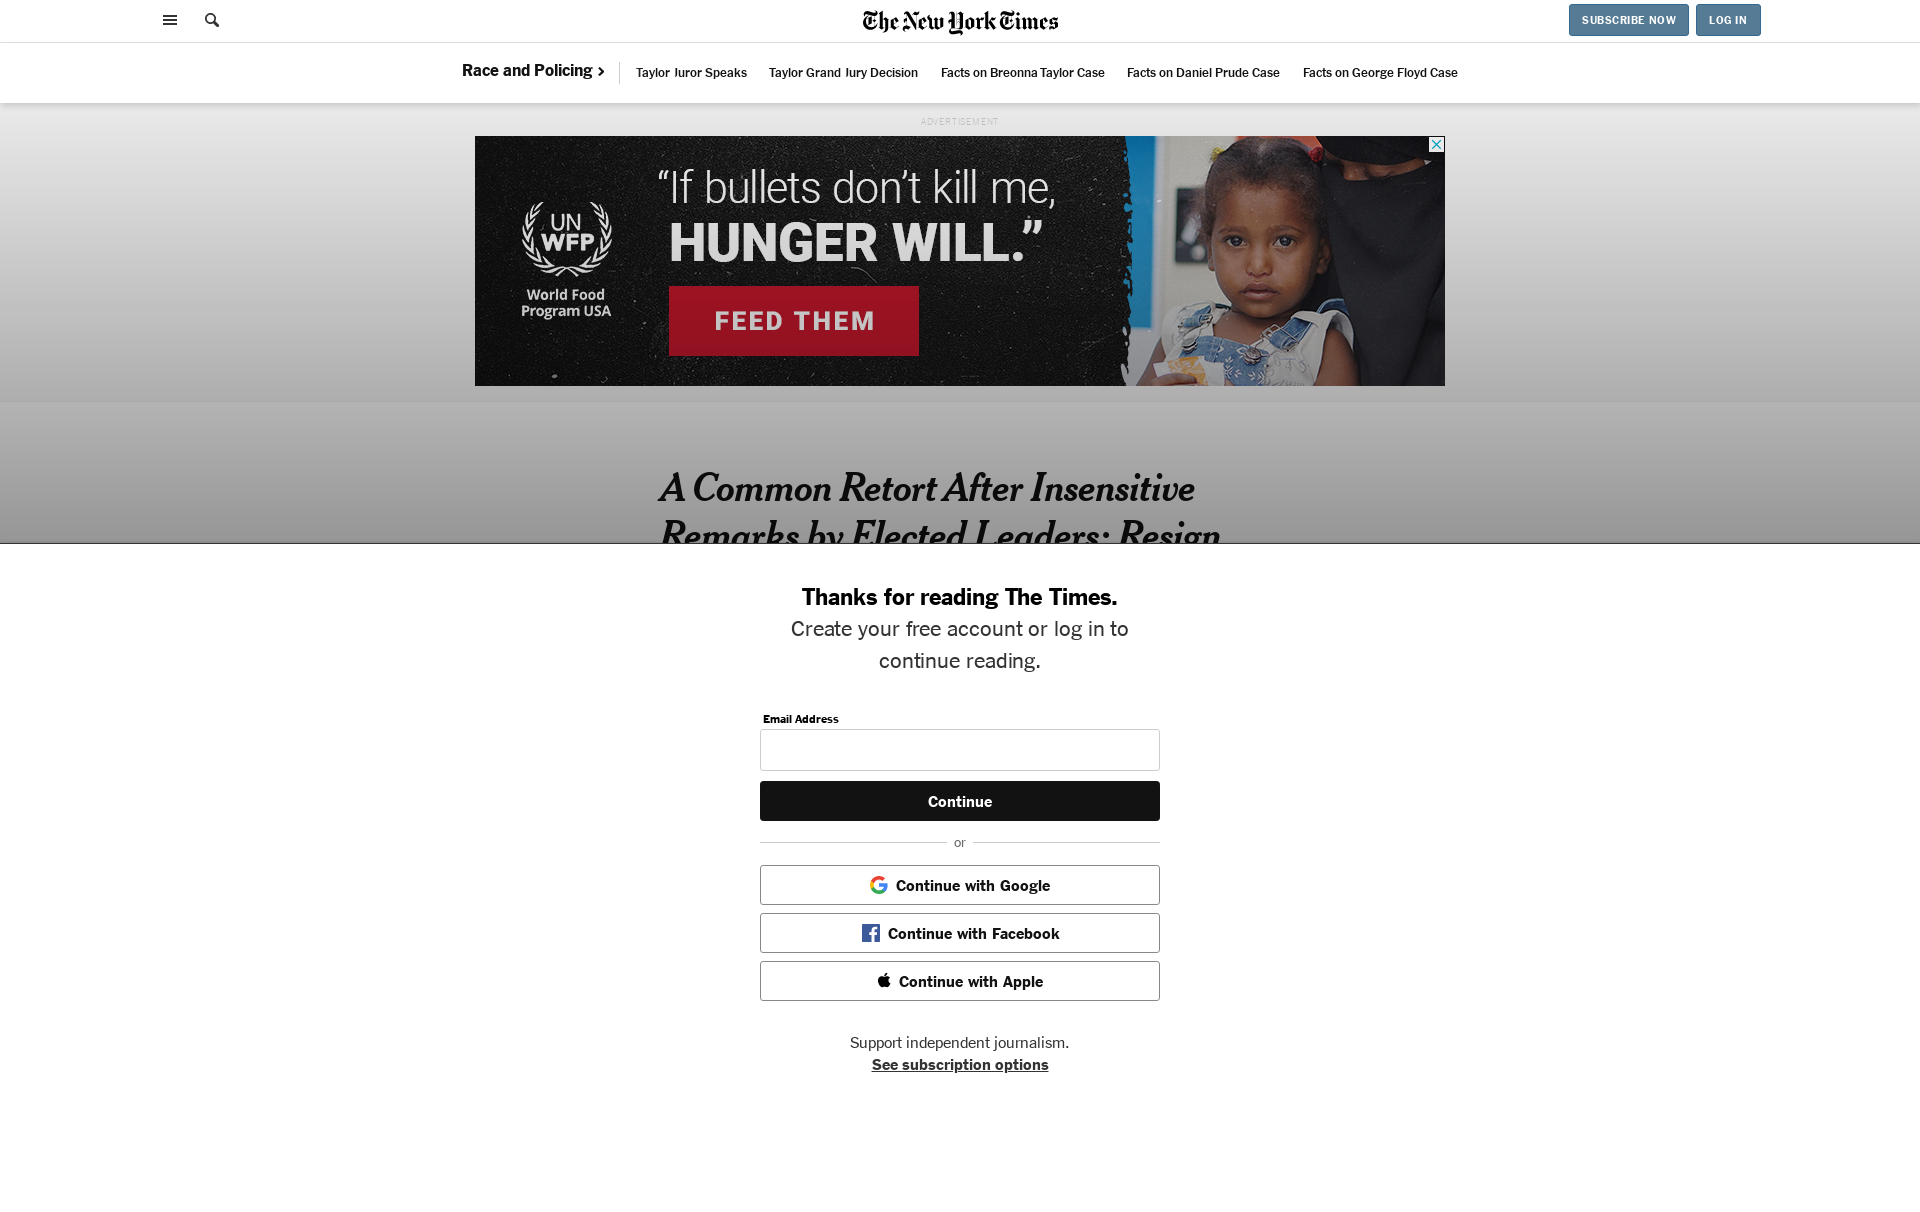 The New York Times
SUBSCRIBE NOW
LOG IN
Race and Policing
Taylor Juror Speaks
Taylor Grand Jury Decision
Facts on Breonna Taylor Case
Facts on Daniel Prude Case
Facts on George Floyd Case
ADVERTISEMENT
UN
WFP
World Food
Program USA
“If bullets don’t kill me,
HUNGER WILL.”
FEED THEM
A Common Retort After Insensitive
Remarks by Elected Leaders: Resign
Thanks for reading The Times.
Create your free account or log in to
continue reading.
Email Address
Continue
or
Continue with Google
Continue with Facebook
Continue with Apple
Support independent journalism.
See subscription options